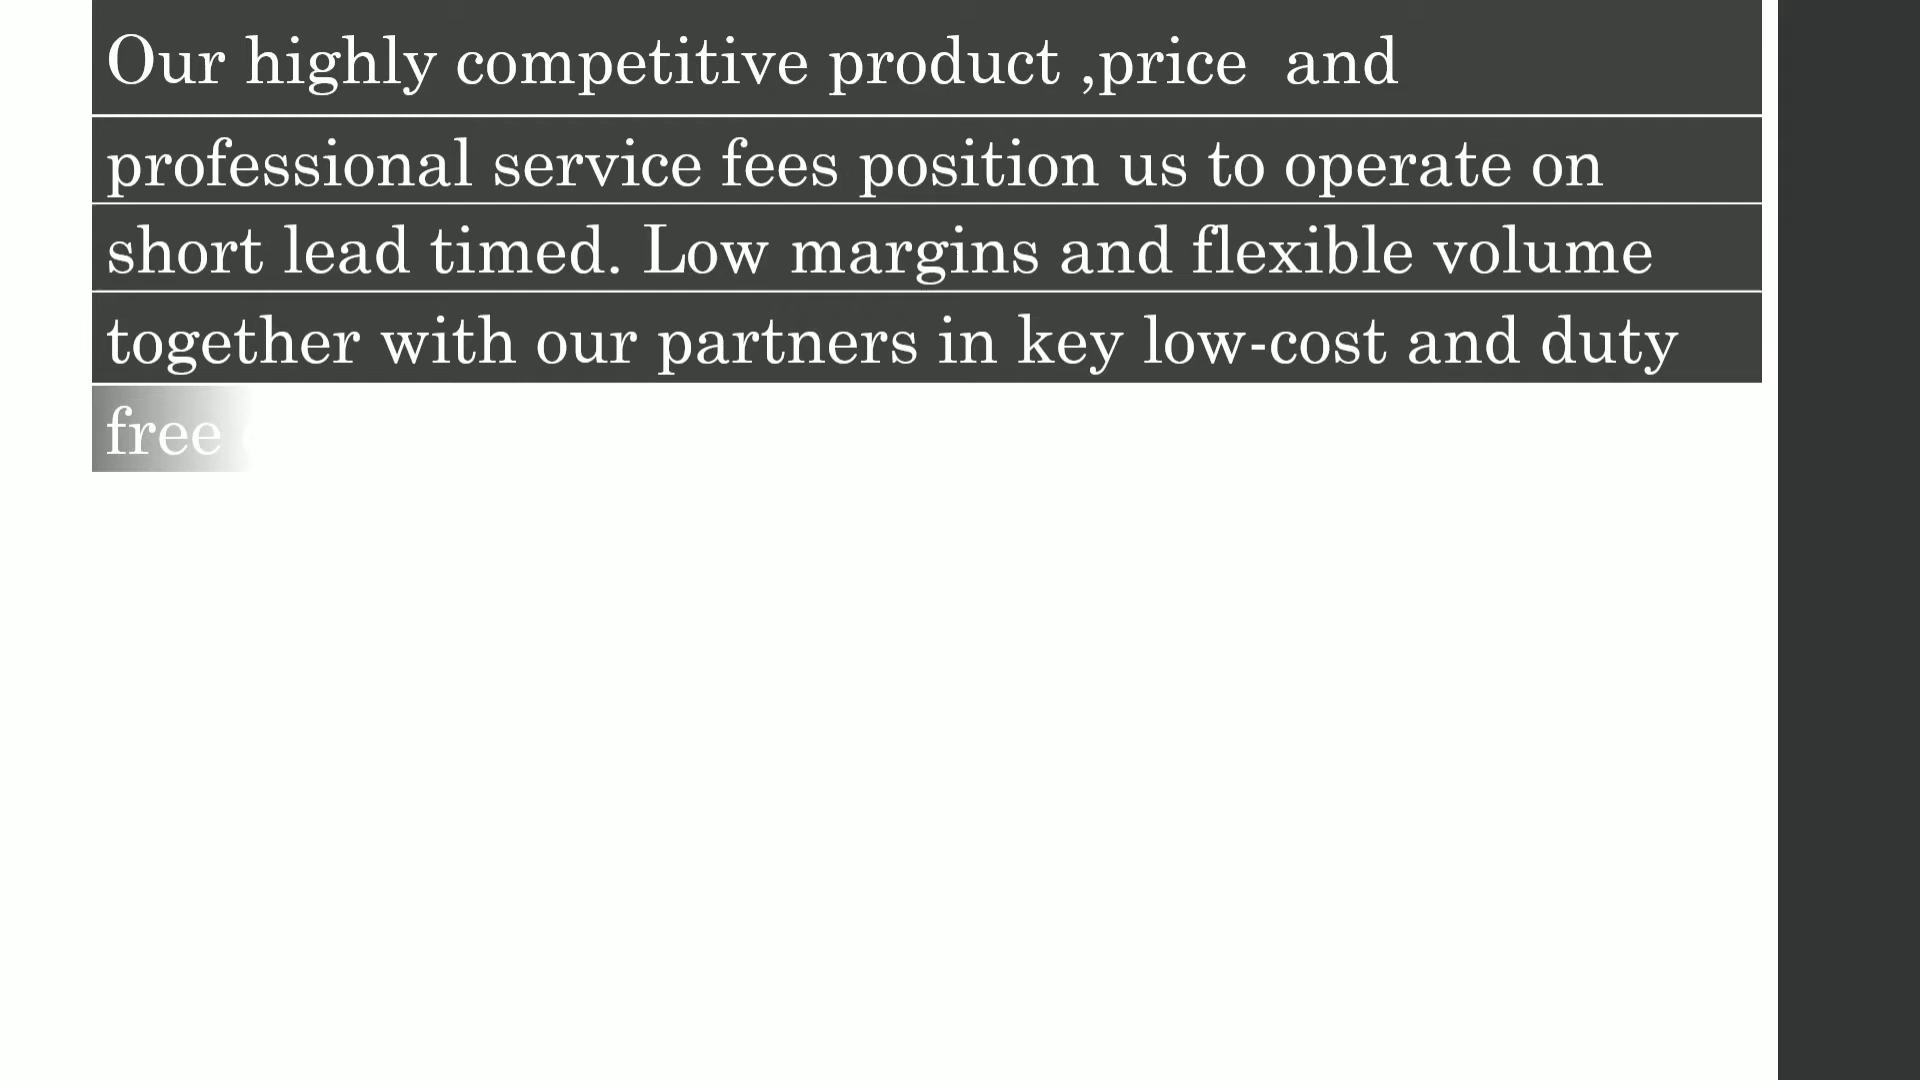 Our highly competitive product ,price  and
professional service fees position us to operate on
short lead timed. Low margins and flexible volume
together with our partners in key low-cost and duty
free